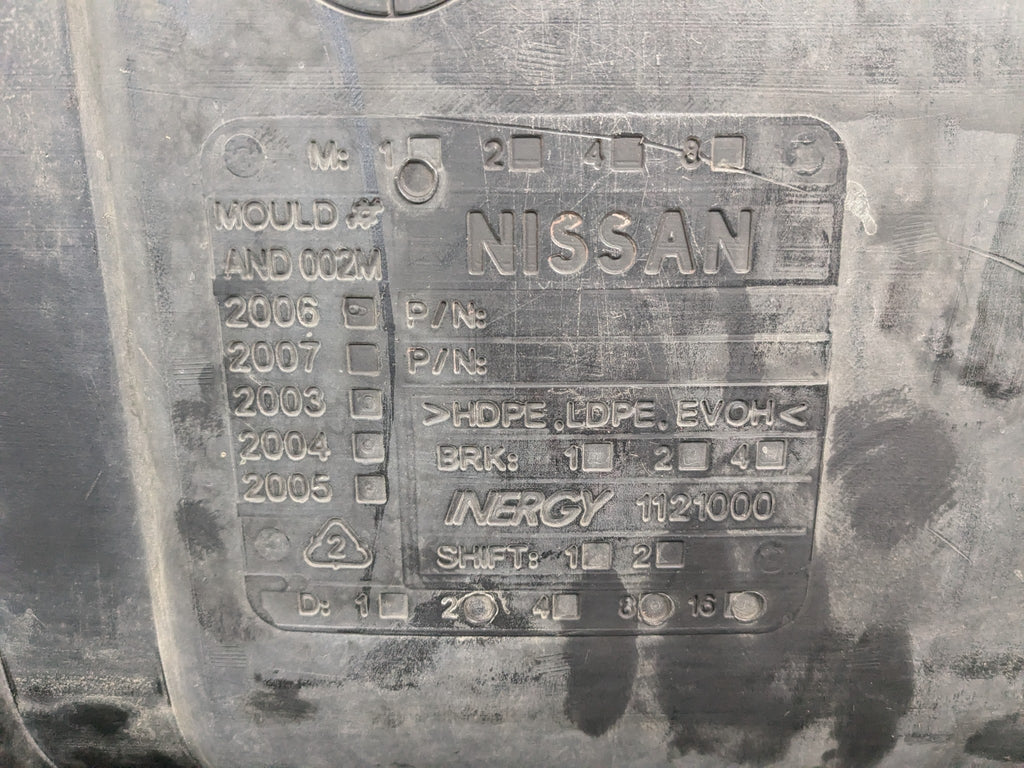 M: 1 2 4 8
MOULD #
AND 002M
NISSAN
2006
2007
2003
2004
2005
P/N:
P/N:
>HDPE,LDPE,EVOH<
BRK: 1 2 4
INERGY 1121000
SHIFT: 1 2
2
D: 1 2 4 8 16